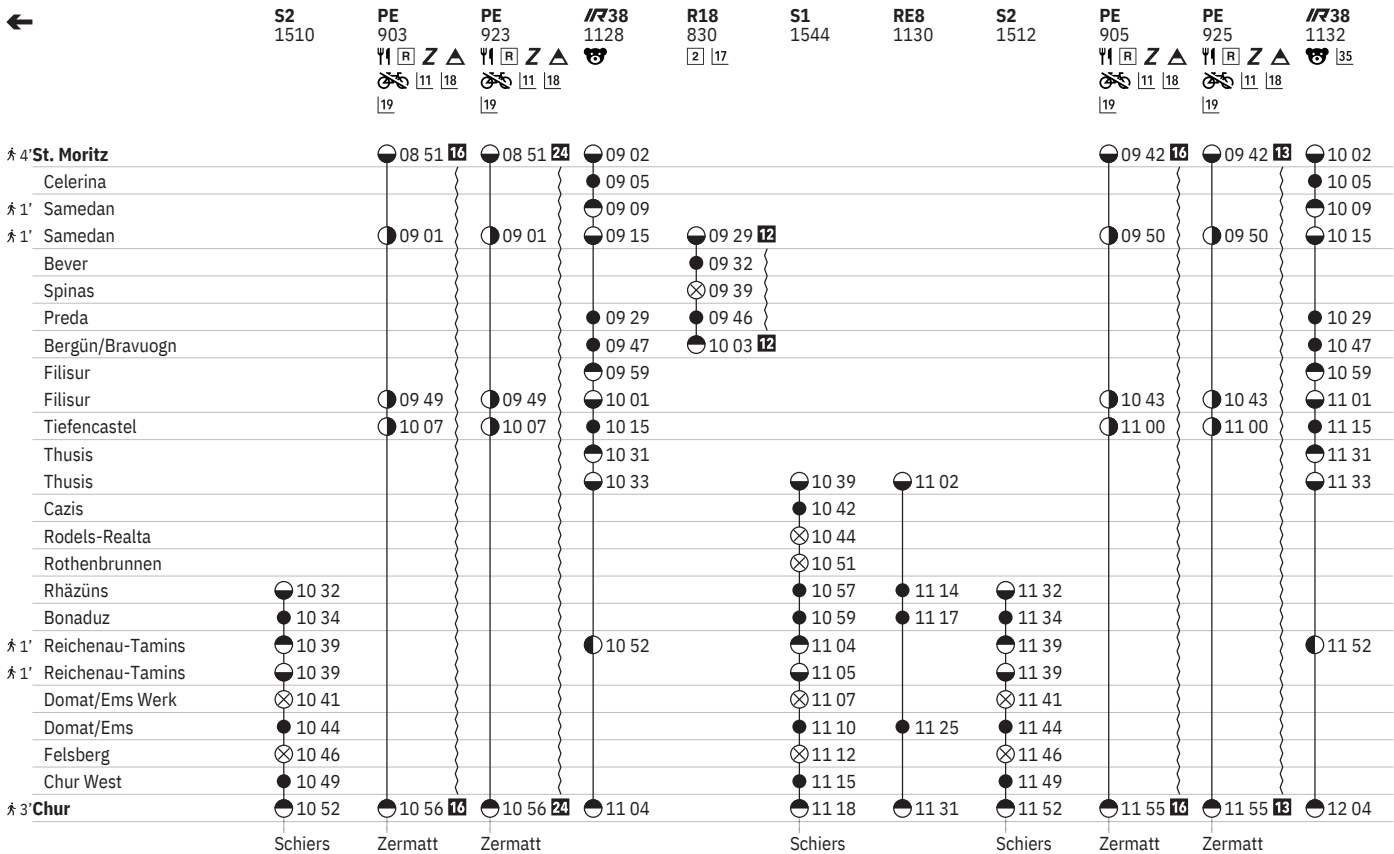 S2 PE PE IR38 R18 S1 RE8 S2 PE PE IR38
1510 903 923 1128 830 1544 1130 1512 905 925 1132
R Z R Z 2 17 R Z R Z 35
11 18 11 18 11 18 11 18
19 19 19 19
4' St. Moritz 08 51 16 08 51 24 09 02 09 42 16 09 42 13 10 02
Celerina 09 05 10 05
1' Samedan 09 09 10 09
1' Samedan 09 01 09 01 09 15 09 29 12 09 50 09 50 10 15
Bever 09 32
Spinas 09 39
Preda 09 29 09 46 10 29
Bergün/Bravuogn 09 47 10 03 12 10 47
Filisur 09 59 10 59
Filisur 09 49 09 49 10 01 10 43 10 43 11 01
Tiefencastel 10 07 10 07 10 15 11 00 11 00 11 15
Thusis 10 31 11 31
Thusis 10 33 10 39 11 02 11 33
Cazis 10 42
Rodels-Realta 10 44
Rothenbrunnen 10 51
Rhäzüns 10 32 10 57 11 14 11 32
Bonaduz 10 34 10 59 11 17 11 34
1' Reichenau-Tamins 10 39 10 52 11 04 11 39 11 52
1' Reichenau-Tamins 10 39 11 05 11 39
Domat/Ems Werk 10 41 11 07 11 41
Domat/Ems 10 44 11 10 11 25 11 44
Felsberg 10 46 11 12 11 46
Chur West 10 49 11 15 11 49
3' Chur 10 52 10 56 16 10 56 24 11 04 11 18 11 31 11 52 11 55 16 11 55 13 12 04
Schiers Zermatt Zermatt Schiers Schiers Zermatt Zermatt